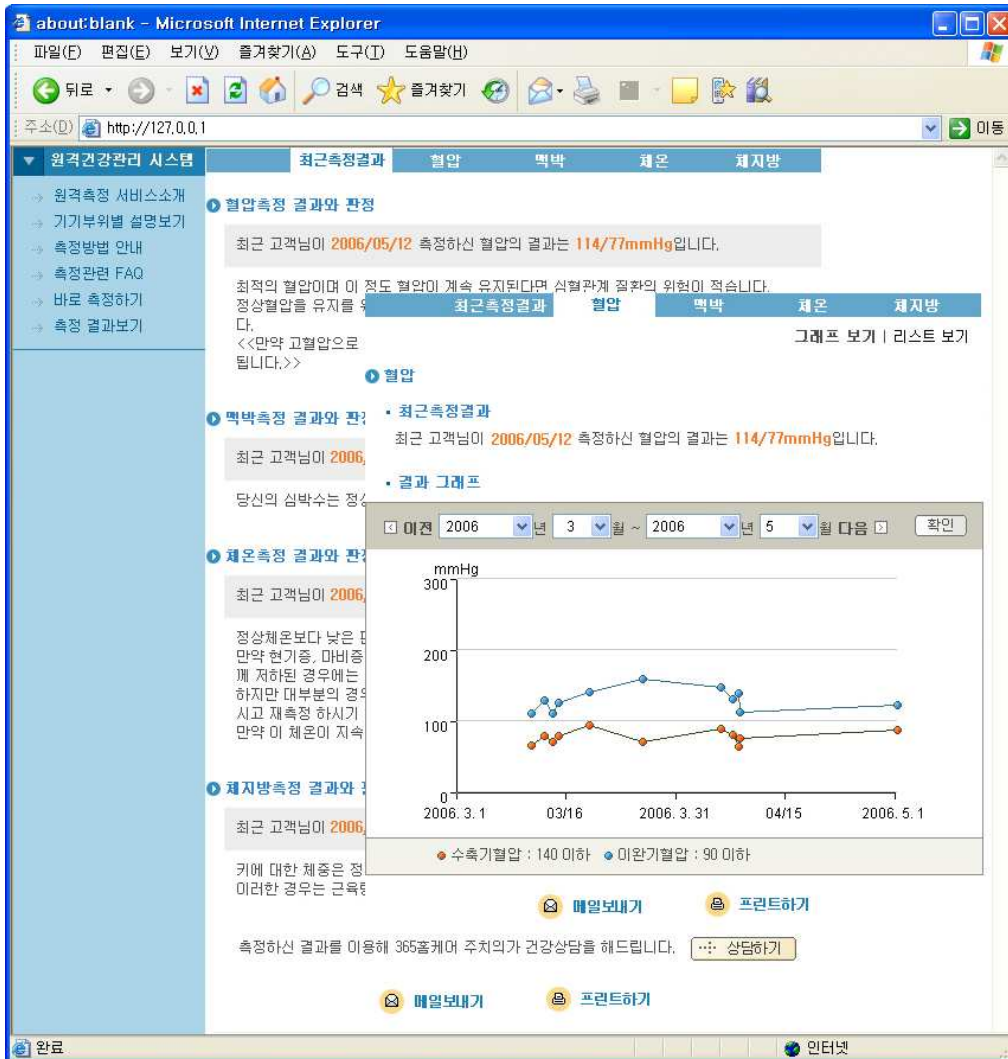 about:blank - Microsoft Internet Explorer
파일(F) 편집(E) 보기(V) 즐겨찾기(A) 도구(T) 도움말(H)
뒤로 검색 즐겨찾기
주소(D) http://127.0.0.1 이동
원격건강관리 시스템
원격측정 서비스소개
기기부위별 설명보기
측정방법 안내
측정관련 FAQ
바로 측정하기
측정 결과보기
최근측정결과 혈압 맥박 체온 체지방
혈압측정 결과와 판정
최근 고객님이 2006/05/12 측정하신 혈압의 결과는 114/77mmHg입니다.
최적의 혈압이며 이 정도 혈압이 계속 유지된다면 심혈관계 질환의 위험이 적습니다.
정상혈압을 유지를
다.
<<만약 고혈압으로
됩니다.>>
맥박측정 결과와
최근 고객님이 2006/
당신의 심박수는
체온측정 결과와
최근 고객님이 2006/
정상체온보다 낮은
만약 현기증, 마비증
께 저하된 경우에는
하지만 대부분의 경우
시고 재측정 하시기
만약 이 체온이 지속
체지방측정 결과와
최근 고객님이 2006/
키에 대한 체중은
이러한 경우는 근육량
측정하신 결과를 이용해 365홈케어 주치의가 건강상담을 해드립니다. 상담하기
메일보내기 프린트하기
최근측정결과 혈압 맥박 체온 체지방
그래프 보기 | 리스트 보기
혈압
최근측정결과
최근 고객님이 2006/05/12 측정하신 혈압의 결과는 114/77mmHg입니다.
결과 그래프
이전 2006 년 3 월 ~ 2006 년 5 월 다음 확인
mmHg
300
200
100
0
2006. 3. 1 03/16 2006. 3. 31 04/15 2006. 5. 1
수축기혈압 : 140 이하 이완기혈압 : 90 이하
메일보내기 프린트하기
완료 인터넷